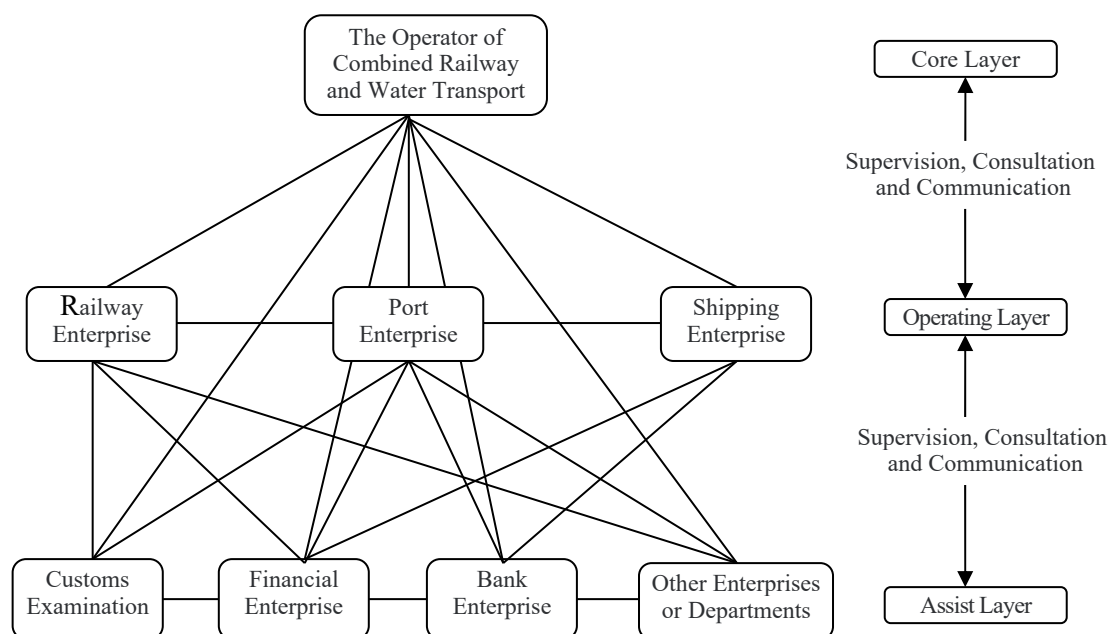 The Operator of
Combined Railway
and Water Transport
Core Layer
Supervision, Consultation
and Communication
Railway
Enterprise
Port
Enterprise
Shipping
Enterprise
Operating Layer
Supervision, Consultation
and Communication
Customs
Examination
Financial
Enterprise
Bank
Enterprise
Other Enterprises
or Departments
Assist Layer